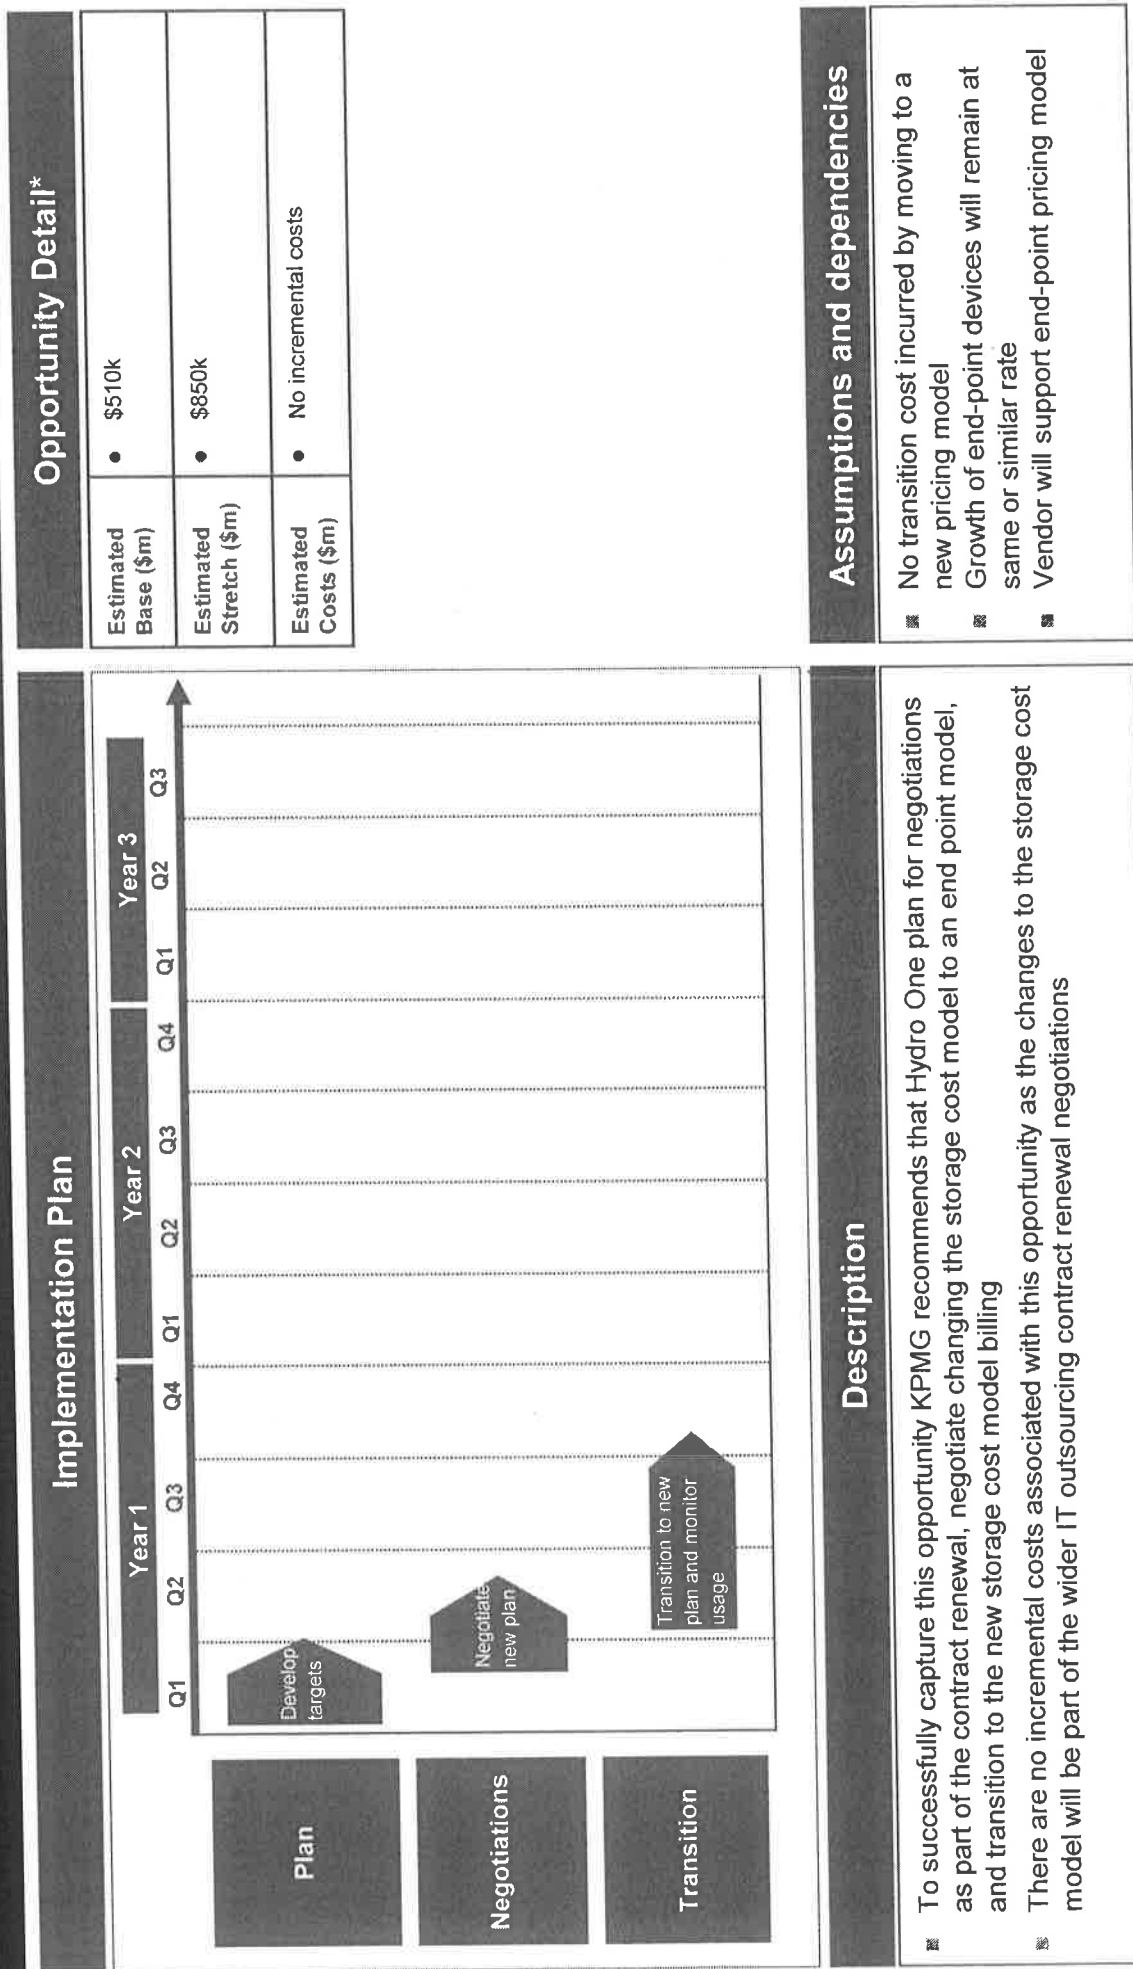 Implementation Plan
Year 1
Year 2
Year 3
Q1
Q2
Q3
Q4
Q1
Q2
Q3
Q4
Q1
Q2
Q3
Plan
Develop
targets
Negotiations
Negotiate
new plan
Transition
Transition to new
plan and monitor
usage
Opportunity Detail*
Estimated
Base ($m)
• $510k
Estimated
Stretch ($m)
• $850k
Estimated
Costs ($m)
• No incremental costs
Description
■ To successfully capture this opportunity KPMG recommends that Hydro One plan for negotiations
as part of the contract renewal, negotiate changing the storage cost model to an end point model,
and transition to the new storage cost model billing
■ There are no incremental costs associated with this opportunity as the changes to the storage cost
model will be part of the wider IT outsourcing contract renewal negotiations
Assumptions and dependencies
■ No transition cost incurred by moving to a
new pricing model
■ Growth of end-point devices will remain at
same or similar rate
■ Vendor will support end-point pricing model